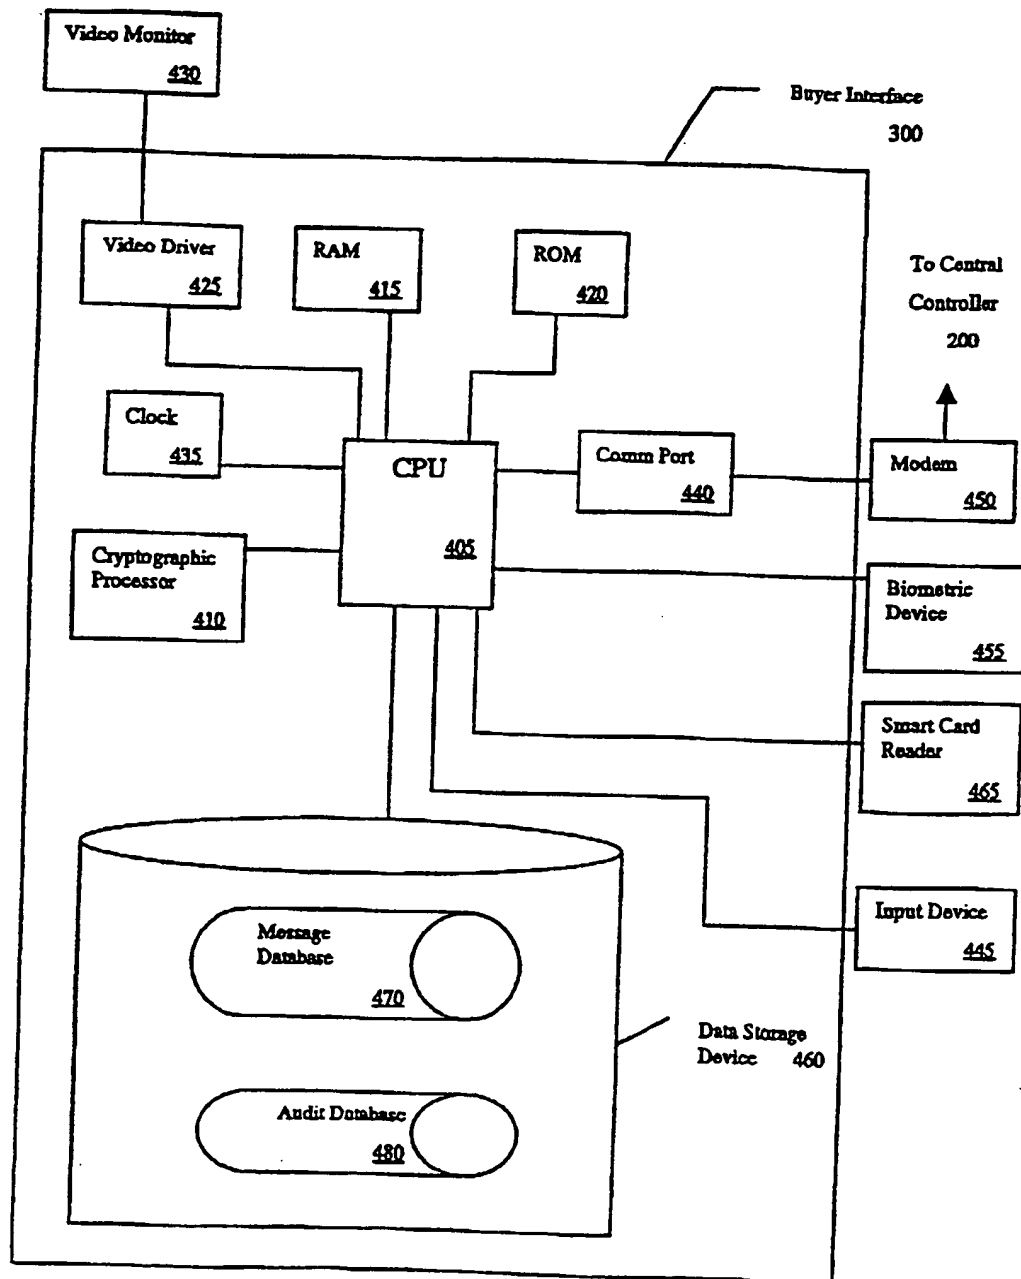 Video Monitor
430
Buyer Interface
300
Video Driver
425
RAM
415
ROM
420
To Central
Controller
200
Clock
435
CPU
405
Comm Port
440
Modem
450
Cryptographic
Processor
410
Biometric
Device
455
Smart Card
Reader
465
Input Device
445
Message
Database
470
Data Storage
Device 460
Audit Database
480